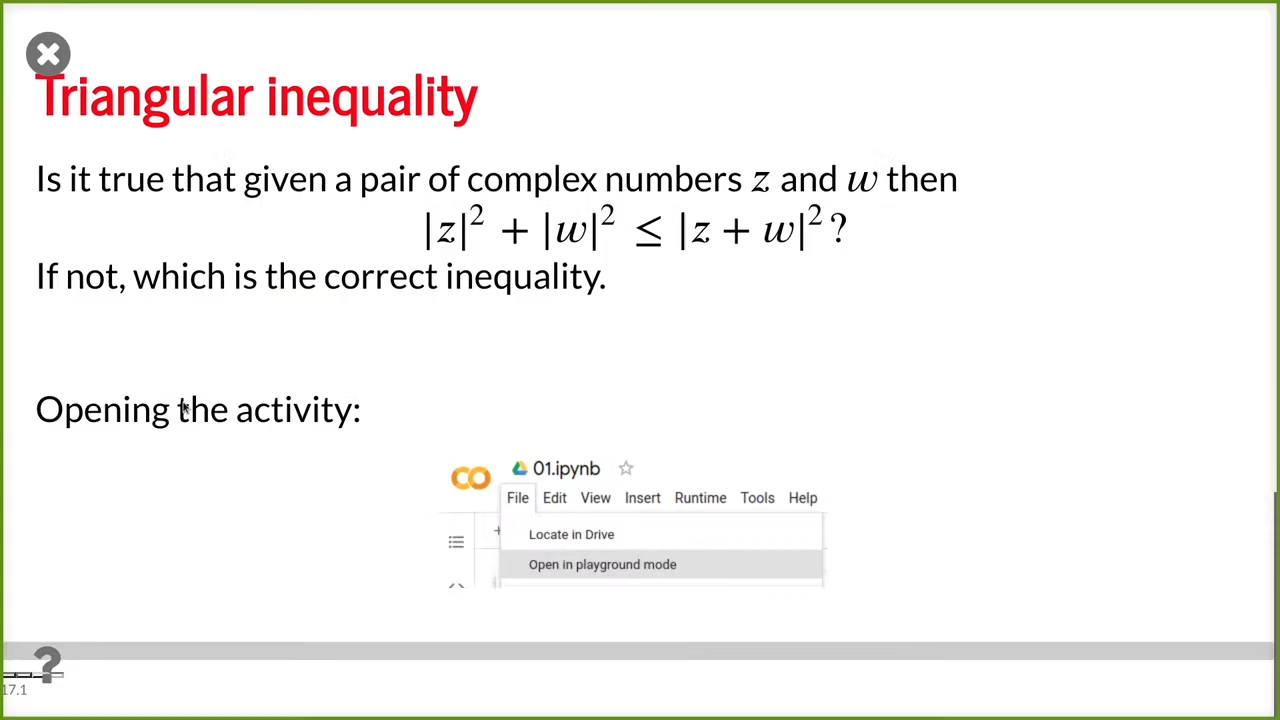 Triangular inequality
Is it true that given a pair of complex numbers z and w then
|z|² + |w|² ≤ |z + w|²?
If not, which is the correct inequality.
Opening the activity:
01.ipynb
File Edit View Insert Runtime Tools Help
+
Locate in Drive
Open in playground mode
?
17.1